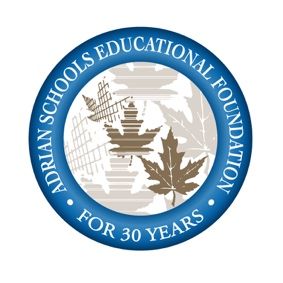 ADRIAN SCHOOLS EDUCATIONAL FOUNDATION
• FOR 30 YEARS •